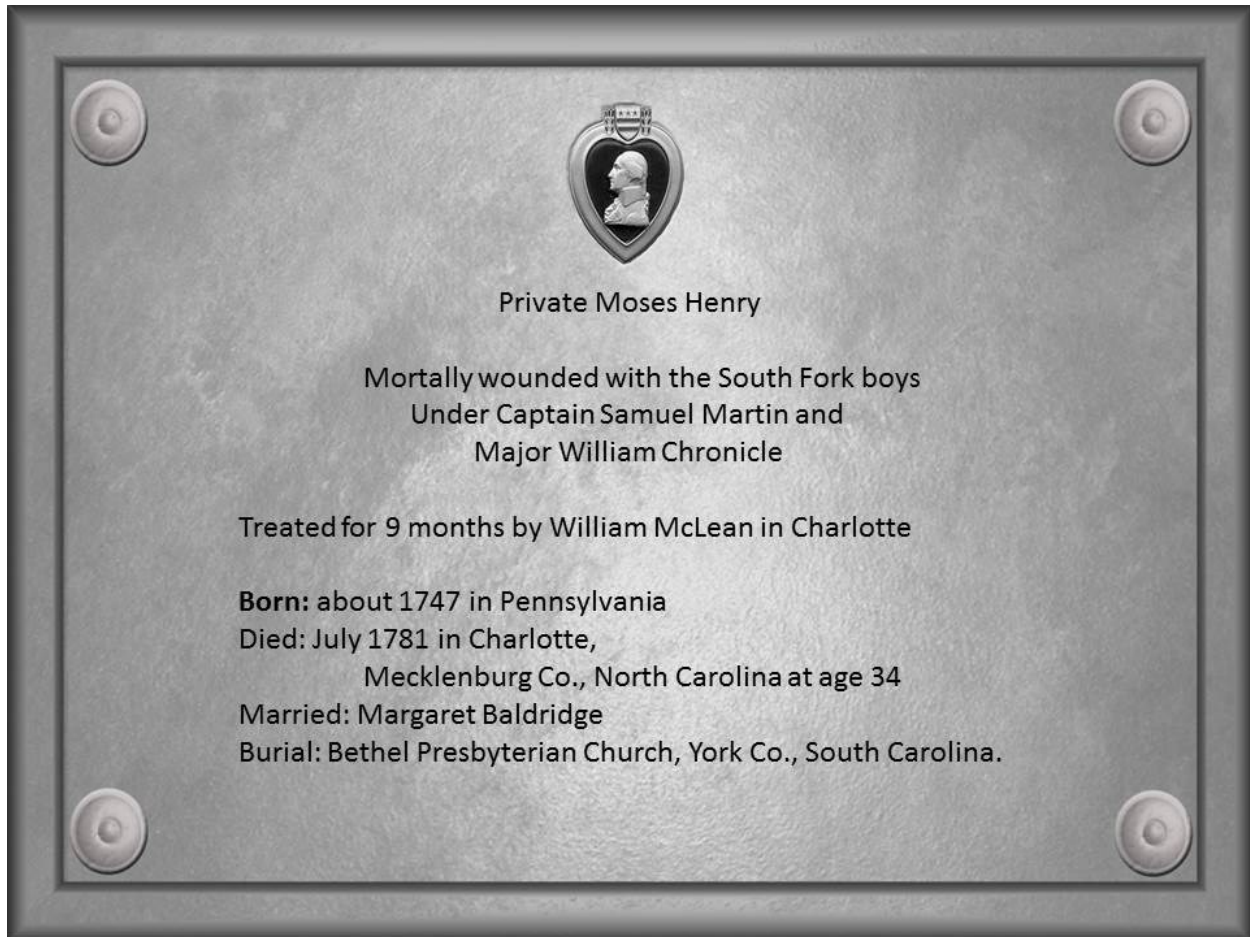 Private Moses Henry
Mortally wounded with the South Fork boys
Under Captain Samuel Martin and
Major William Chronicle
Treated for 9 months by William McLean in Charlotte
Born: about 1747 in Pennsylvania
Died: July 1781 in Charlotte,
Mecklenburg Co., North Carolina at age 34
Married: Margaret Baldridge
Burial: Bethel Presbyterian Church, York Co., South Carolina.